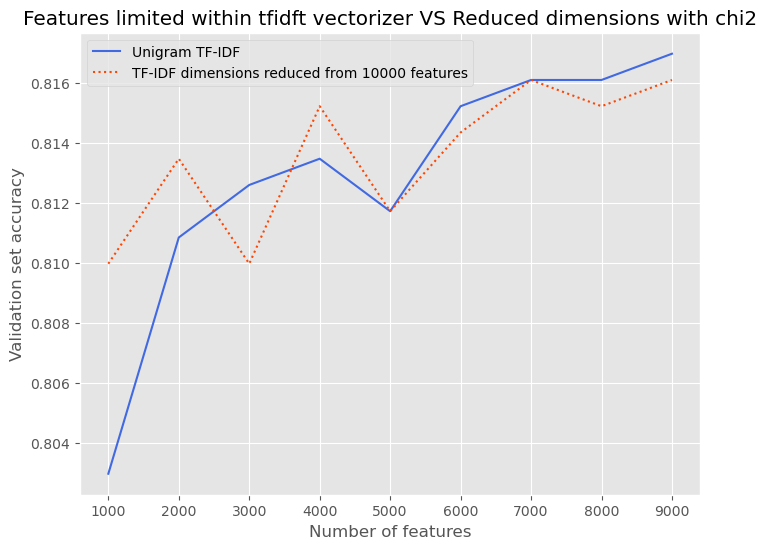 Features limited within tfidft vectorizer VS Reduced dimensions with chi2
Unigram TF-IDF
TF-IDF dimensions reduced from 10000 features
0.816
0.814
0.812
0.810
0.808
0.806
0.804
Validation set accuracy
1000 2000 3000 4000 5000 6000 7000 8000 9000
Number of features